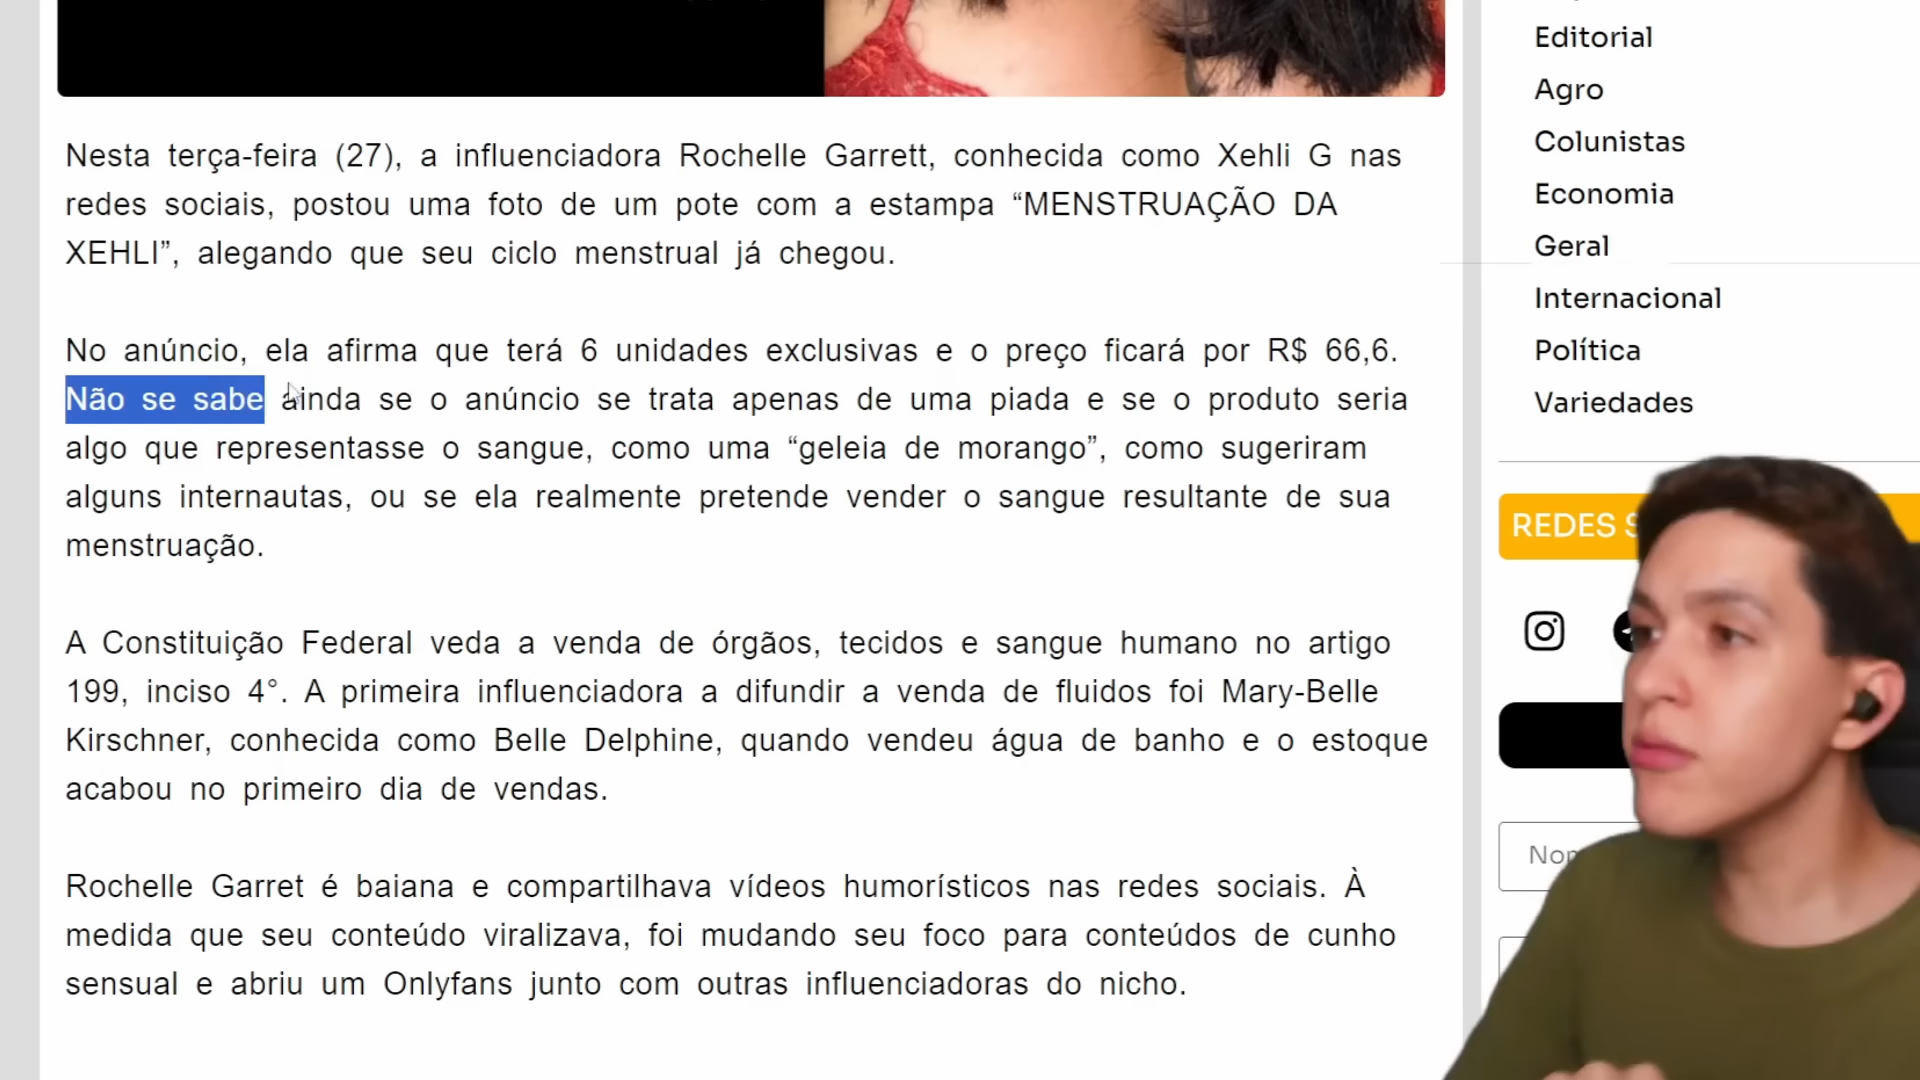 Nesta terça-feira (27), a influenciadora Rochelle Garrett, conhecida como Xehli G nas
redes sociais, postou uma foto de um pote com a estampa “MENSTRUAÇÃO DA
XEHLI”, alegando que seu ciclo menstrual já chegou.
No anúncio, ela afirma que terá 6 unidades exclusivas e o preço ficará por R$ 66,6.
Não se sabe ainda se o anúncio se trata apenas de uma piada e se o produto seria
algo que representasse o sangue, como uma “geleia de morango”, como sugeriram
alguns internautas, ou se ela realmente pretende vender o sangue resultante de sua
menstruação.
A Constituição Federal veda a venda de órgãos, tecidos e sangue humano no artigo
199, inciso 4°. A primeira influenciadora a difundir a venda de fluidos foi Mary-Belle
Kirschner, conhecida como Belle Delphine, quando vendeu água de banho e o estoque
acabou no primeiro dia de vendas.
Rochelle Garret é baiana e compartilhava vídeos humorísticos nas redes sociais. À
medida que seu conteúdo viralizava, foi mudando seu foco para conteúdos de cunho
sensual e abriu um Onlyfans junto com outras influenciadoras do nicho.
Editorial
Agro
Colunistas
Economia
Geral
Internacional
Política
Variedades
REDES